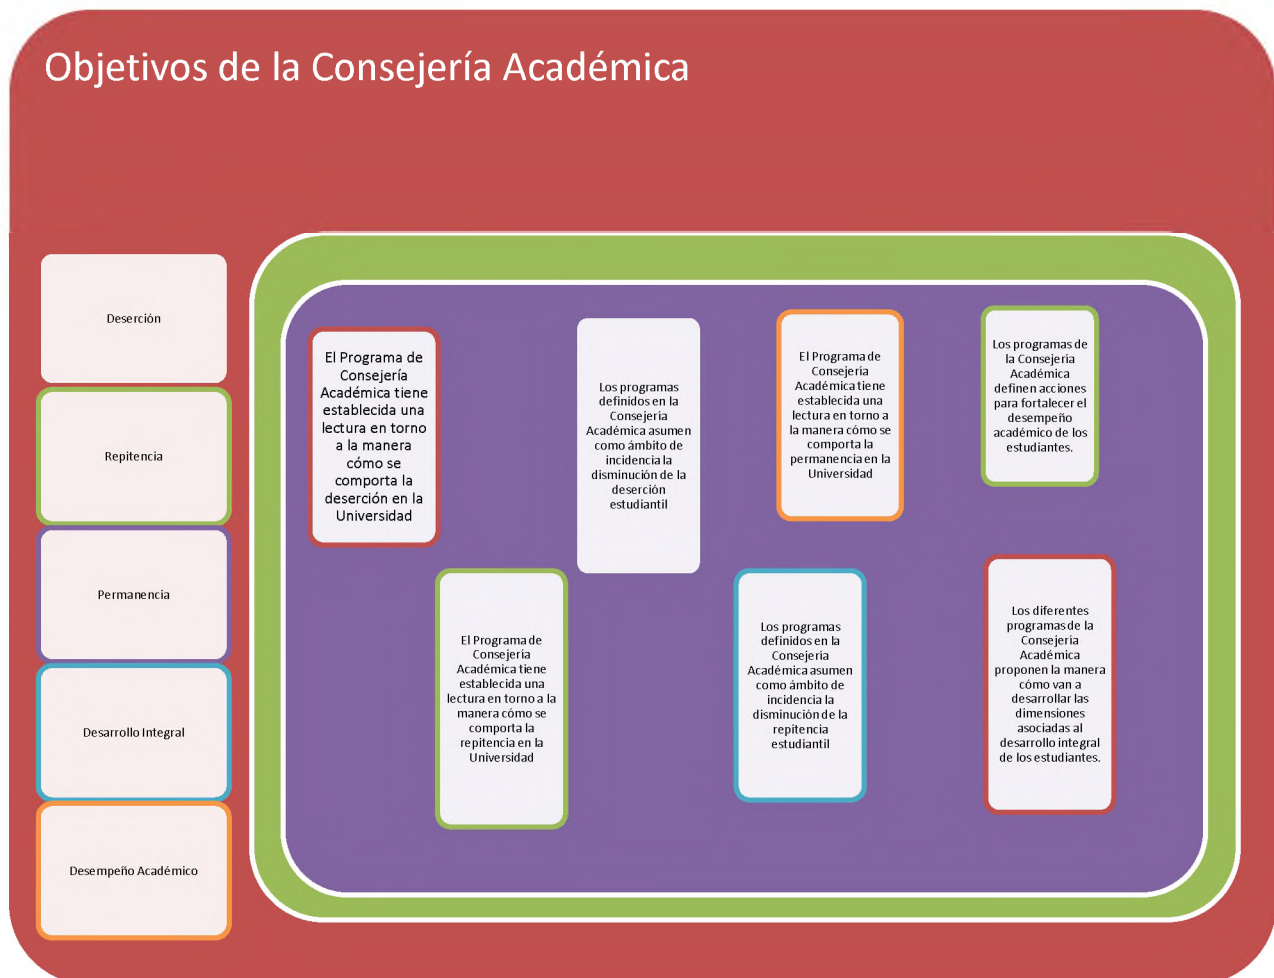 Objetivos de la Consejería Académica
Deserción
Repitencia
Permanencia
Desarrollo Integral
Desempeño Académico
El Programa de
Consejería
Académica tiene
establecida una
lectura en torno
a la manera
cómo se
comporta la
deserción en la
Universidad
Los programas
definidos en la
Consejería
Académica asumen
como ámbito de
incidencia la
disminución de la
deserción
estudiantil
El Programa de
Consejería
Académica tiene
establecida una
lectura en torno a
la manera cómo se
comporta la
permanencia en la
Universidad
Los programas de
la Consejería
Académica
definen acciones
para fortalecer el
desempeño
académico de los
estudiantes.
El Programa de
Consejería
Académica tiene
establecida una
lectura en torno a la
manera cómo se
comporta la
repitencia en la
Universidad
Los programas
definidos en la
Consejería
Académica asumen
como ámbito de
incidencia la
disminución de la
repitencia
estudiantil
Los diferentes
programas de la
Consejería
Académica
proponen la manera
cómo van a
desarrollar las
dimensiones
asociadas al
desarrollo integral
de los estudiantes.